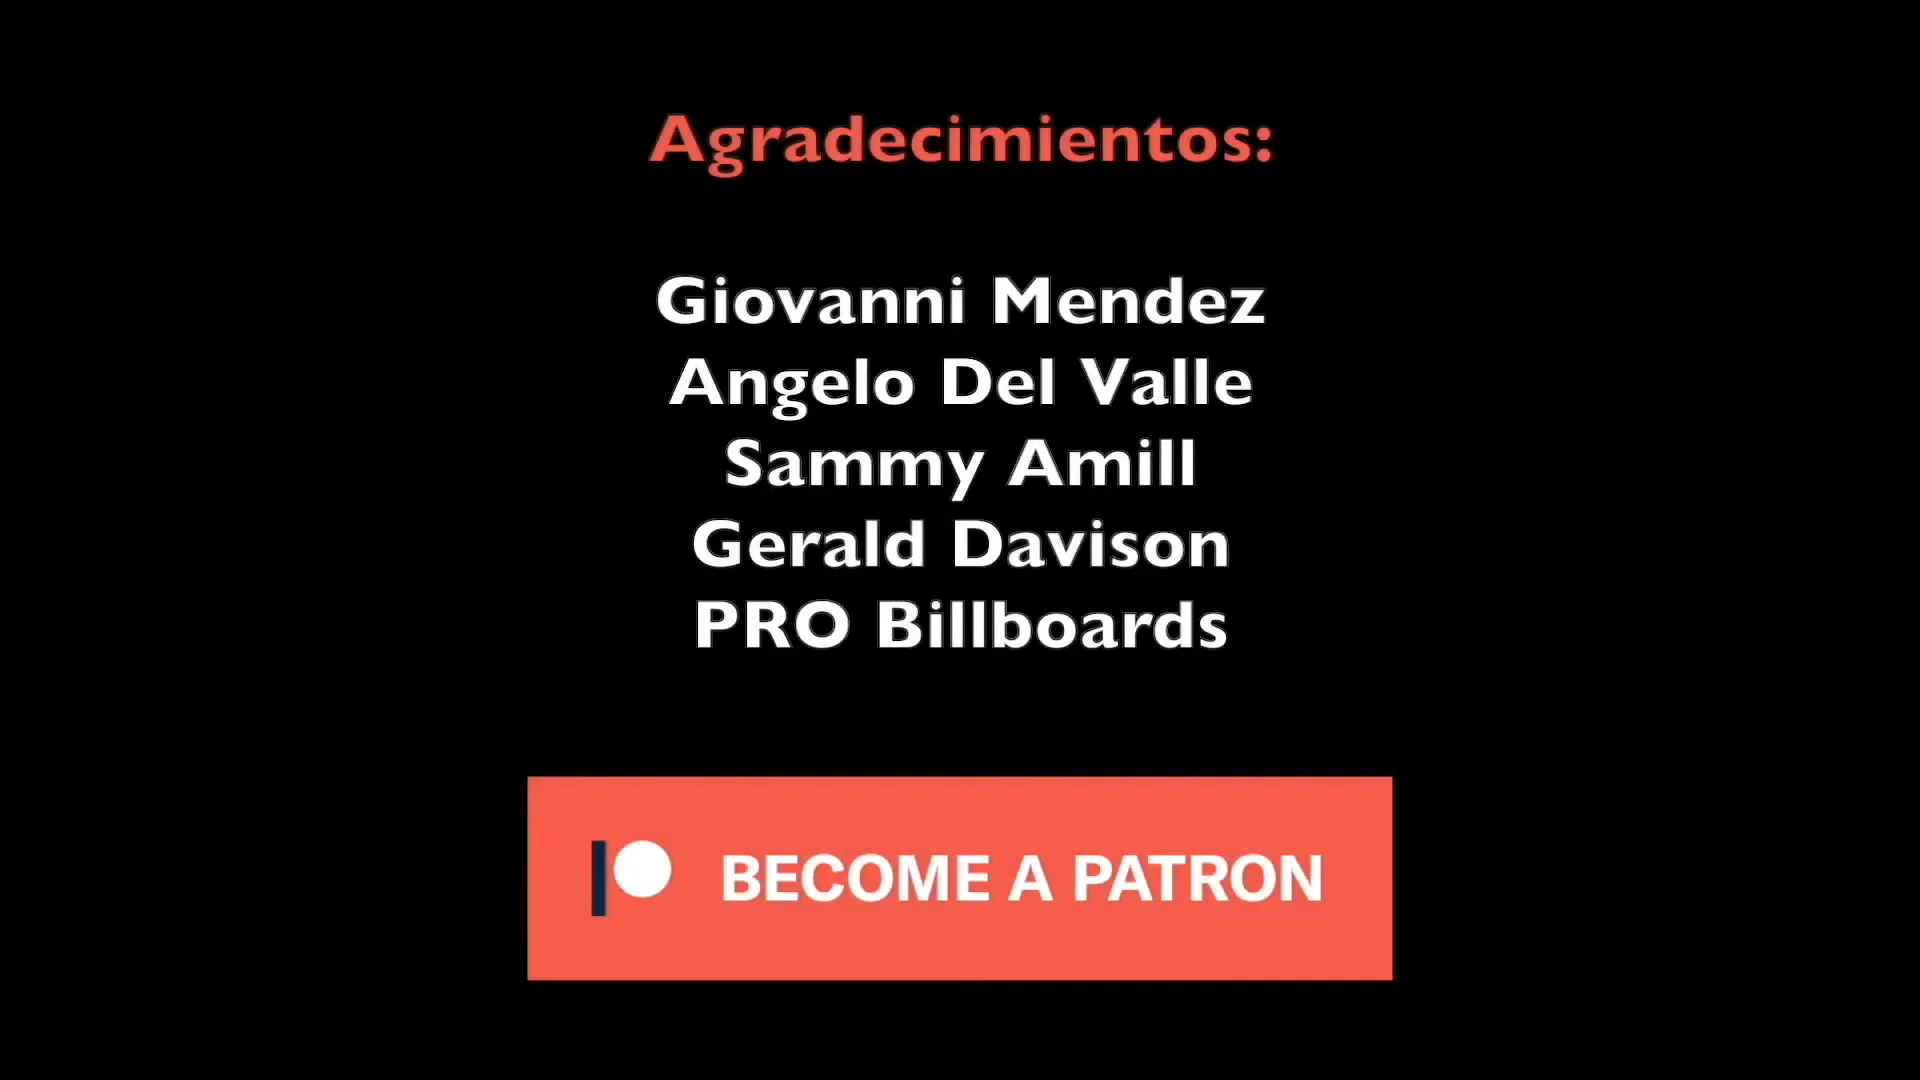 Agradecimientos:
Giovanni Mendez
Angelo Del Valle
Sammy Amill
Gerald Davison
PRO Billboards
BECOME A PATRON